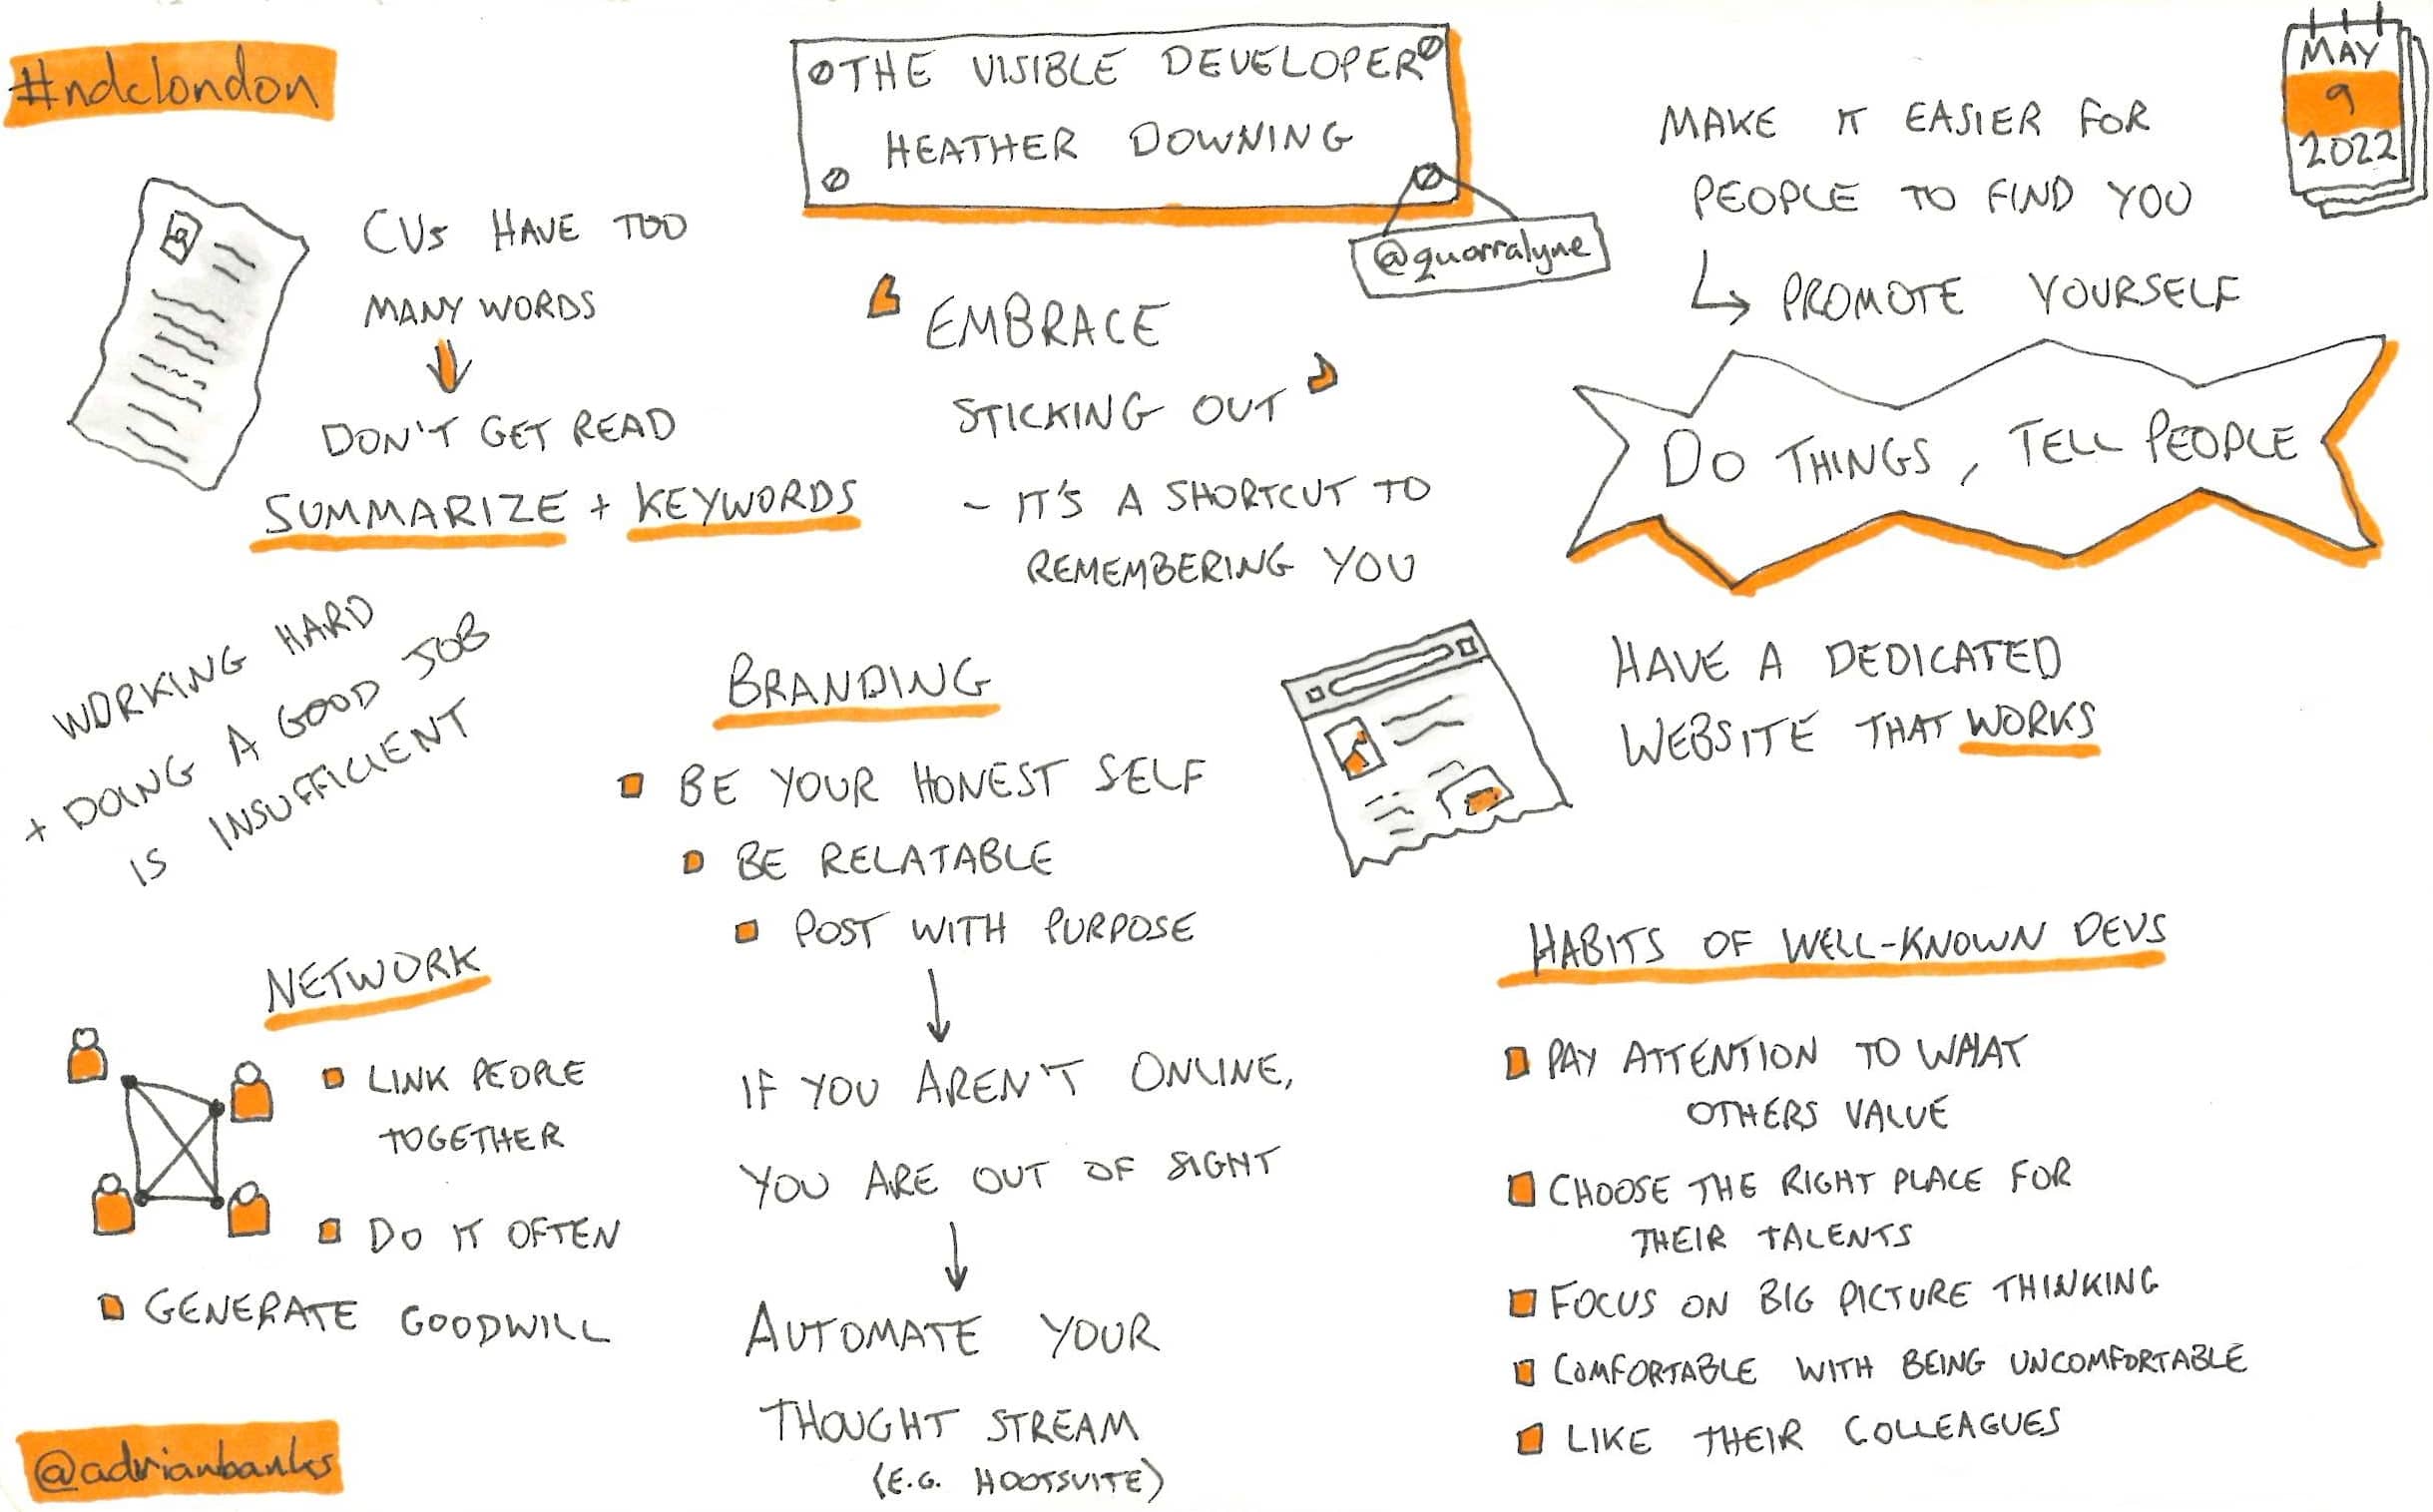 #ndclondon
THE VISIBLE DEVELOPER
HEATHER DOWNING
@quorralyne
MAY
9
2022
CVs HAVE TOO
MANY WORDS
DON'T GET READ
SUMMARIZE + KEYWORDS
EMBRACE
STICKING OUT
- IT'S A SHORTCUT TO
REMEMBERING YOU
MAKE IT EASIER FOR
PEOPLE TO FIND YOU
PROMOTE YOURSELF
DO THINGS, TELL PEOPLE
WORKING HARD
+ DOING A GOOD JOB
IS INSUFFICIENT
BRANDING
BE YOUR HONEST SELF
BE RELATABLE
POST WITH PURPOSE
IF YOU AREN'T ONLINE,
YOU ARE OUT OF SIGHT
AUTOMATE YOUR
THOUGHT STREAM
(E.G. HOOTSUITE)
HAVE A DEDICATED
WEBSITE THAT WORKS
NETWORK
LINK PEOPLE
TOGETHER
DO IT OFTEN
GENERATE GOODWILL
HABITS OF WELL-KNOWN DEVS
PAY ATTENTION TO WHAT
OTHERS VALUE
CHOOSE THE RIGHT PLACE FOR
THEIR TALENTS
FOCUS ON BIG PICTURE THINKING
COMFORTABLE WITH BEING UNCOMFORTABLE
LIKE THEIR COLLEAGUES
@adrianbanks